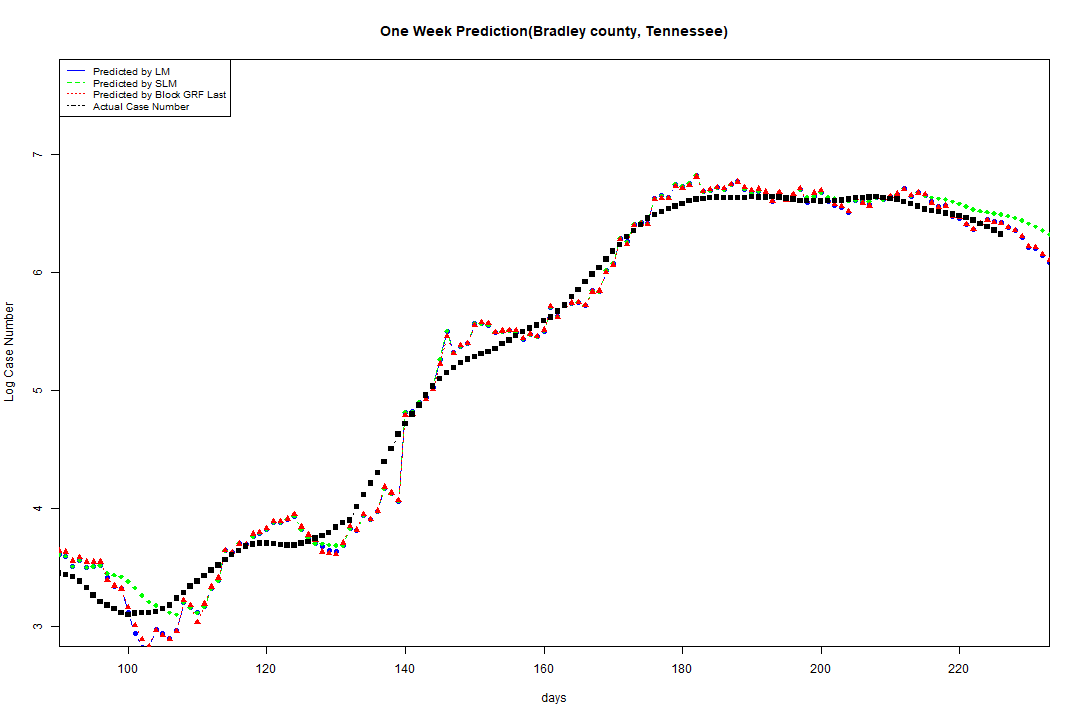 One Week Prediction(Bradley county, Tennessee)
Predicted by LM
Predicted by SLM
Predicted by Block GRF Last
Actual Case Number
7
6
5
4
3
Log Case Number
100 120 140 160 180 200 220
days